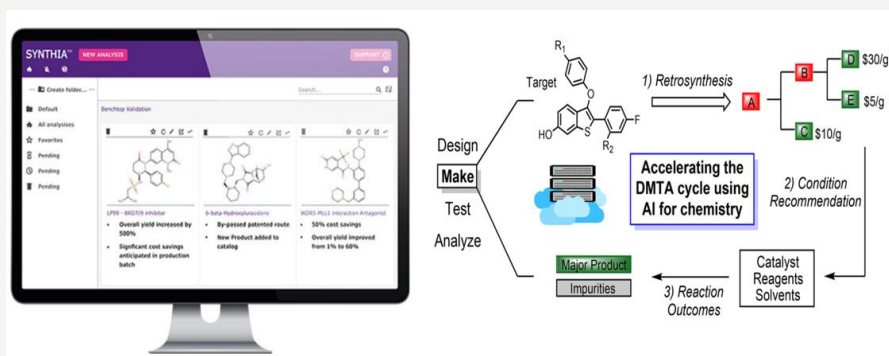 SYNTHIA™ NEW ANALYSIS SUPPORT
Create folder...
Search...
Default
All analysises
Favorites
Pending
Pending
Pending
Benchtop Validation
LP99 - BRD7/9 inhibitor
Overall yield increased by 500%
Signficant cost savings anticipated in production batch
6-beta-Hydroxylurasidone
By-passed patented route
New Product added to catalog
WDR5-MLL1 Interaction Antagonist
50% cost savings
Overall yield improved from 1% to 60%
Design
Make
Test
Analyze
Target
R1
O
HO
S
F
R2
1) Retrosynthesis
A
B
C $10/g
D $30/g
E $5/g
Accelerating the
DMTA cycle using
AI for chemistry
2) Condition
Recommendation
Catalyst
Reagents
Solvents
3) Reaction
Outcomes
Major Product
Impurities